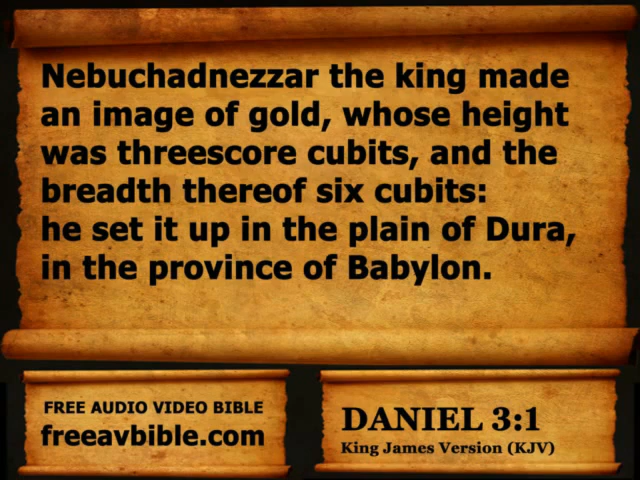 Nebuchadnezzar the king made
an image of gold, whose height
was threescore cubits, and the
breadth thereof six cubits:
he set it up in the plain of Dura,
in the province of Babylon.
FREE AUDIO VIDEO BIBLE
freeavbible.com
DANIEL 3:1
King James Version (KJV)